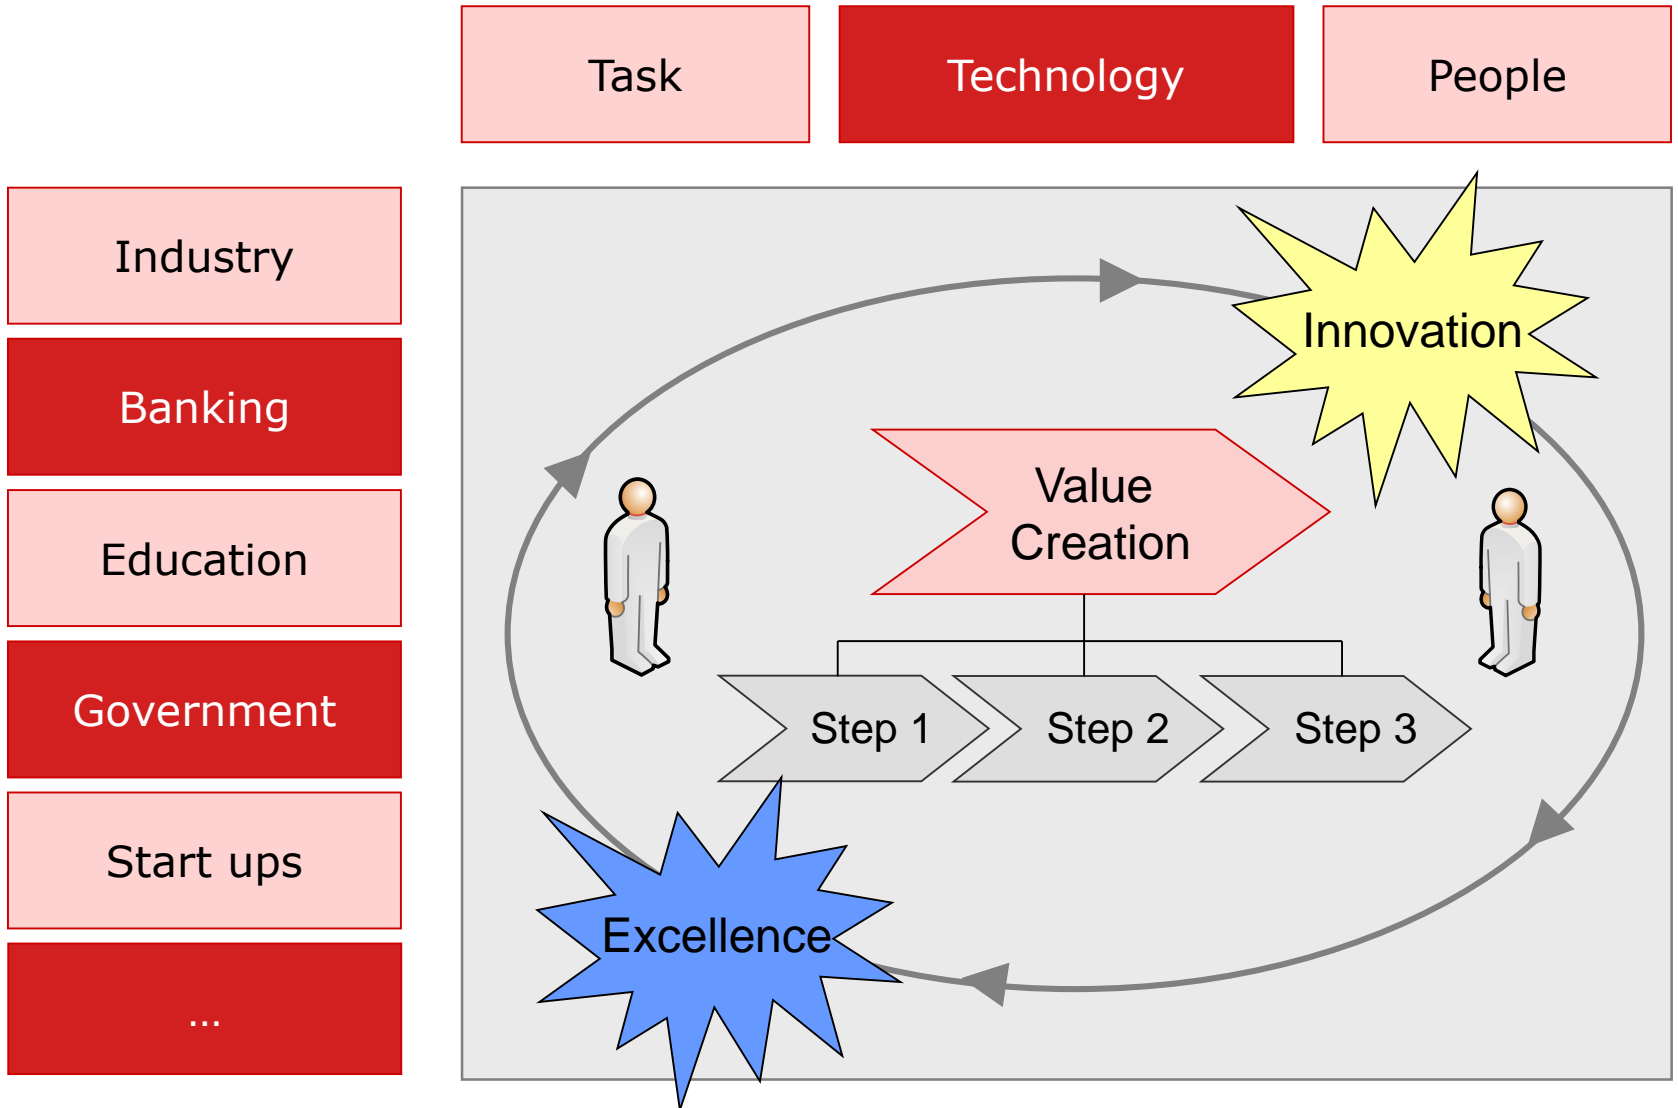 Task
Technology
People
Industry
Banking
Education
Government
Start ups
...
Innovation
Value
Creation
Step 1
Step 2
Step 3
Excellence